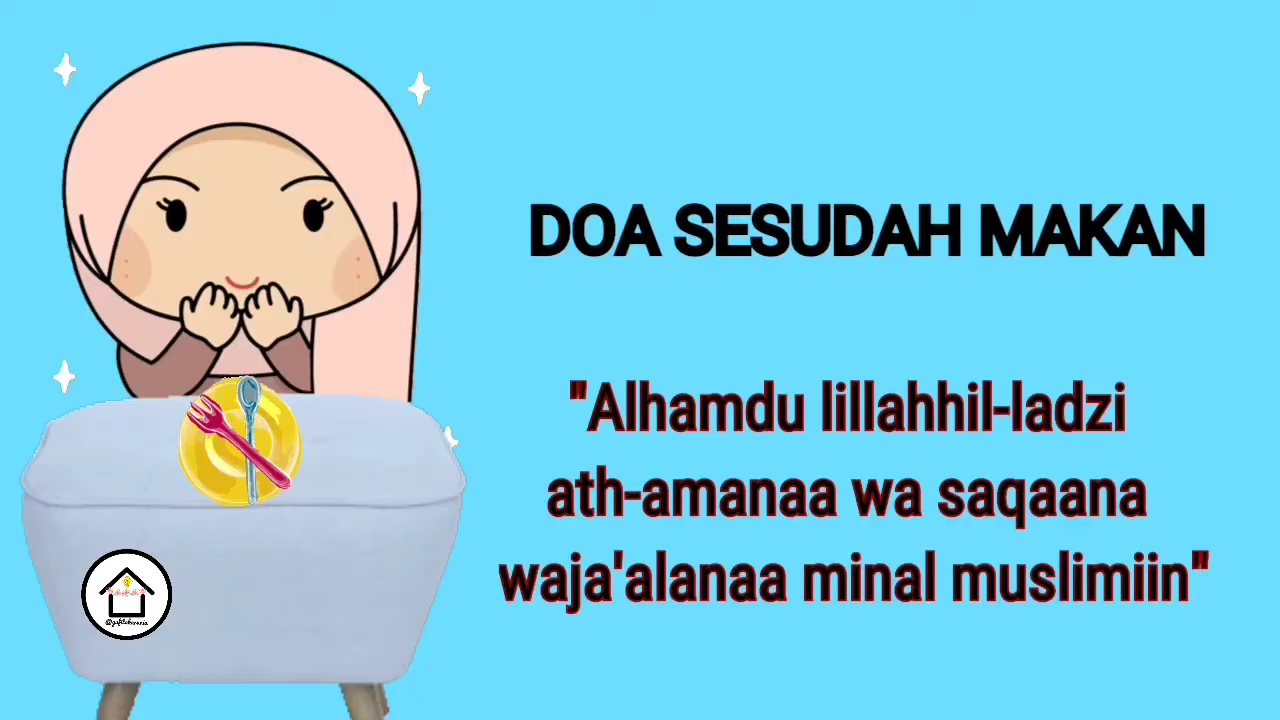 DOA SESUDAH MAKAN
"Alhamdu lillahhil-ladzi
ath-amanaa wa saqaana
waja'alanaa minal muslimiin"